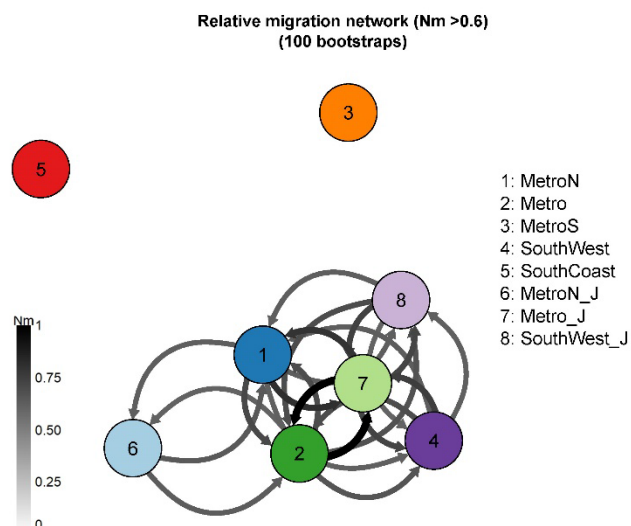 Relative migration network (Nm >0.6)
(100 bootstraps)
3
5
1: MetroN
2: Metro
3: MetroS
4: SouthWest
5: SouthCoast
6: MetroN_J
7: Metro_J
8: SouthWest_J
8
Nm
1
0.75
0.50
0.25
0
1
7
6
2
4